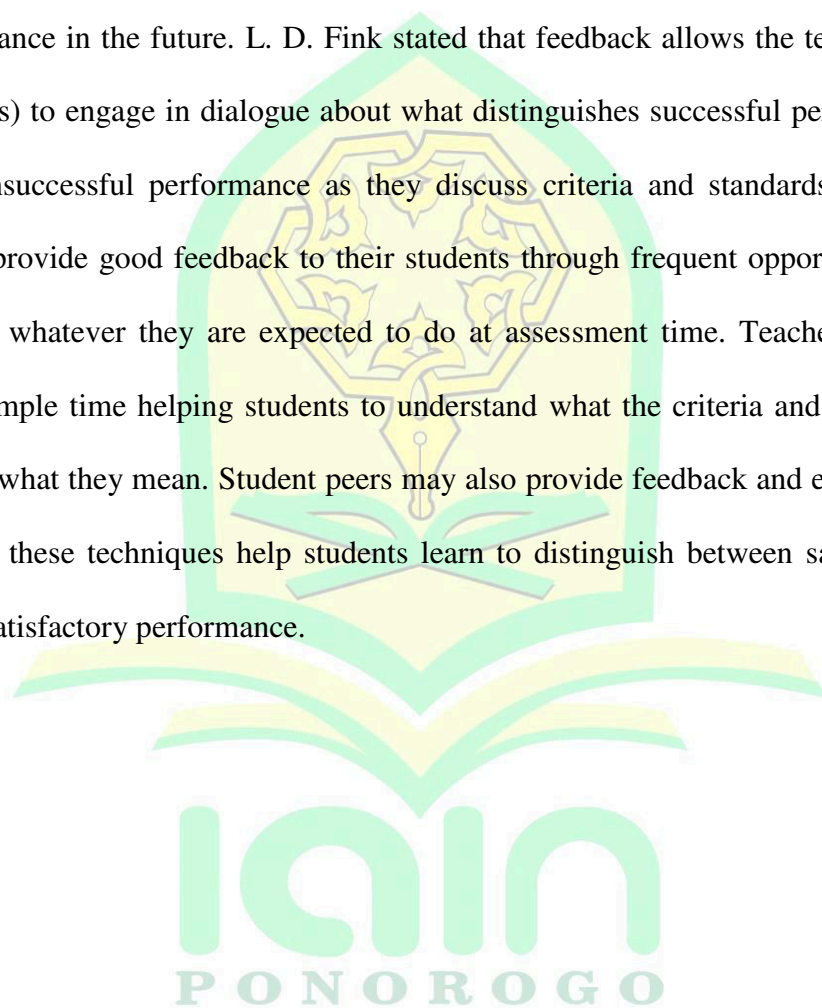 ance in the future. L. D. Fink stated that feedback allows the te
s) to engage in dialogue about what distinguishes successful pe
nsuccessful performance as they discuss criteria and standards
provide good feedback to their students through frequent oppor
whatever they are expected to do at assessment time. Teache
mple time helping students to understand what the criteria and
what they mean. Student peers may also provide feedback and e
these techniques help students learn to distinguish between sa
atisfactory performance.
iain
PONOROGO